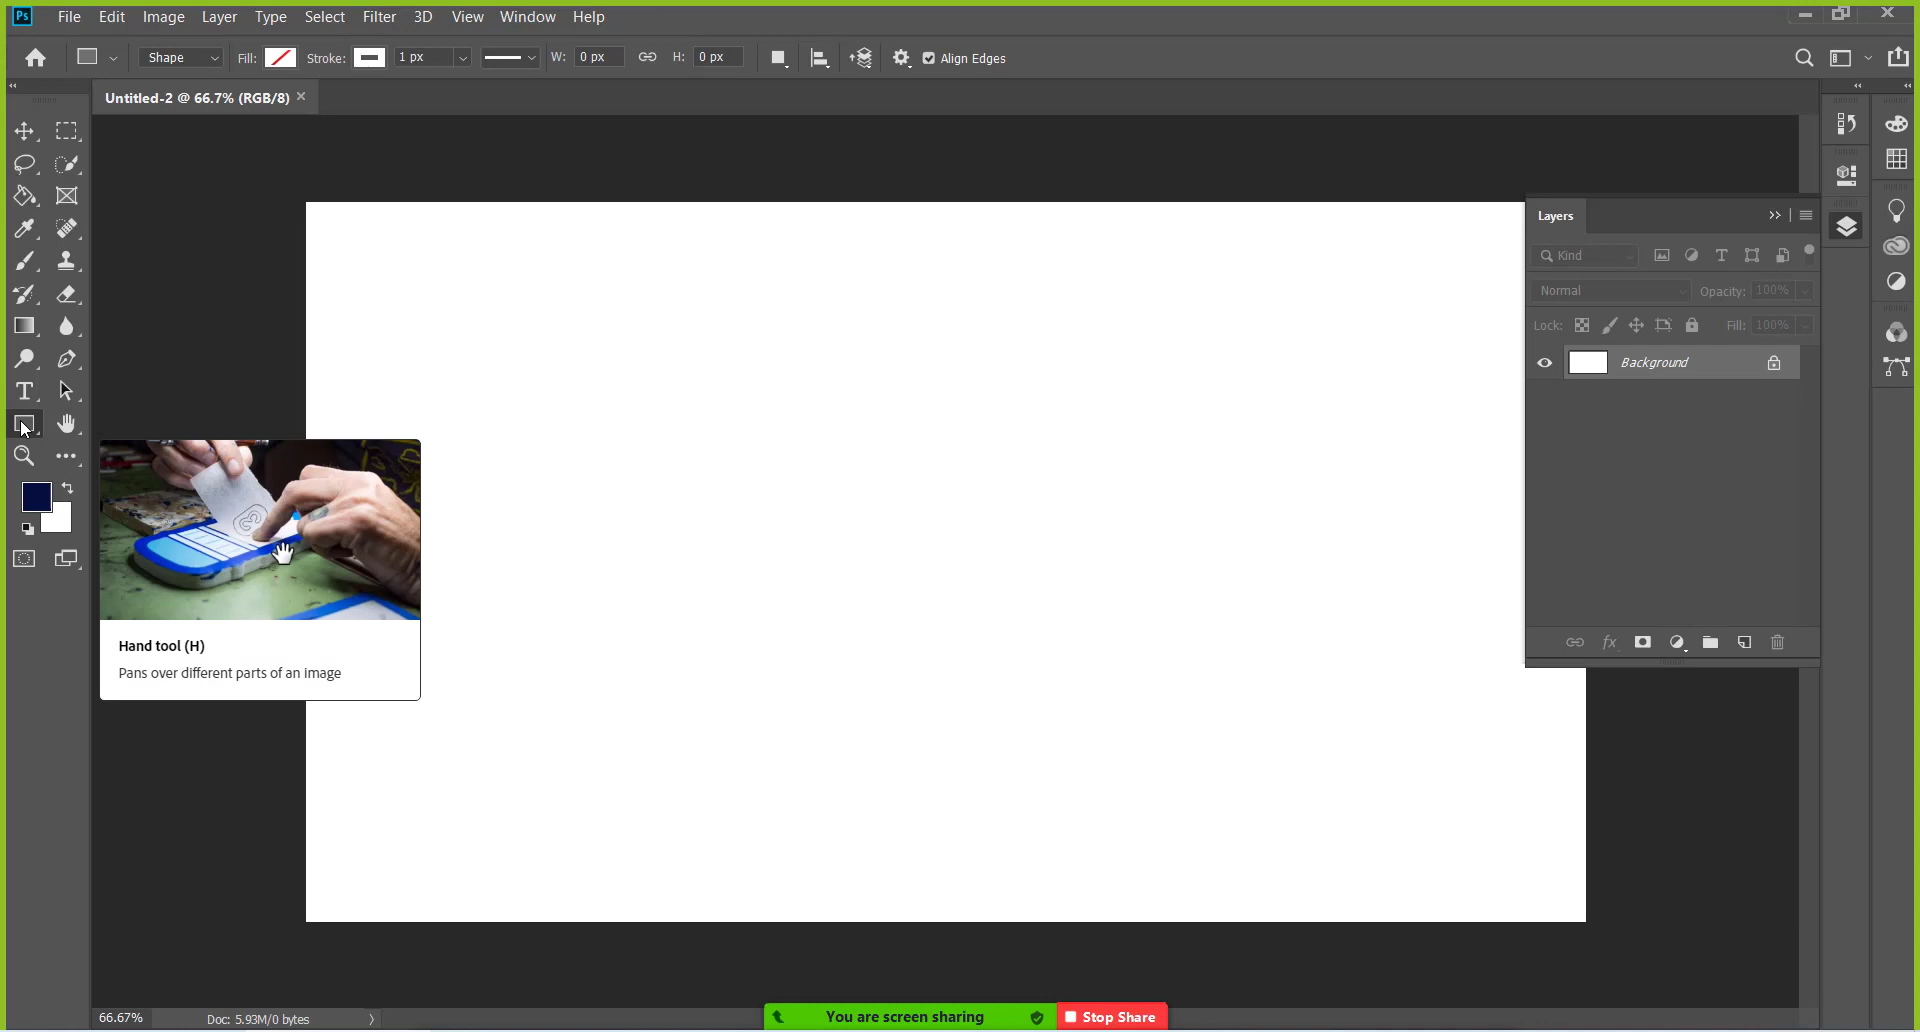 Ps File Edit Image Layer Type Select Filter 3D View Window Help
Shape Fill: Stroke: 1 px W: 0 px H: 0 px Align Edges
Untitled-2 @ 66.7% (RGB/8)
Layers
Kind
Normal Opacity: 100%
Lock: Fill: 100%
Background
Hand tool (H)
Pans over different parts of an image
fx
66.67% Doc: 5.93M/0 bytes
You are screen sharing Stop Share